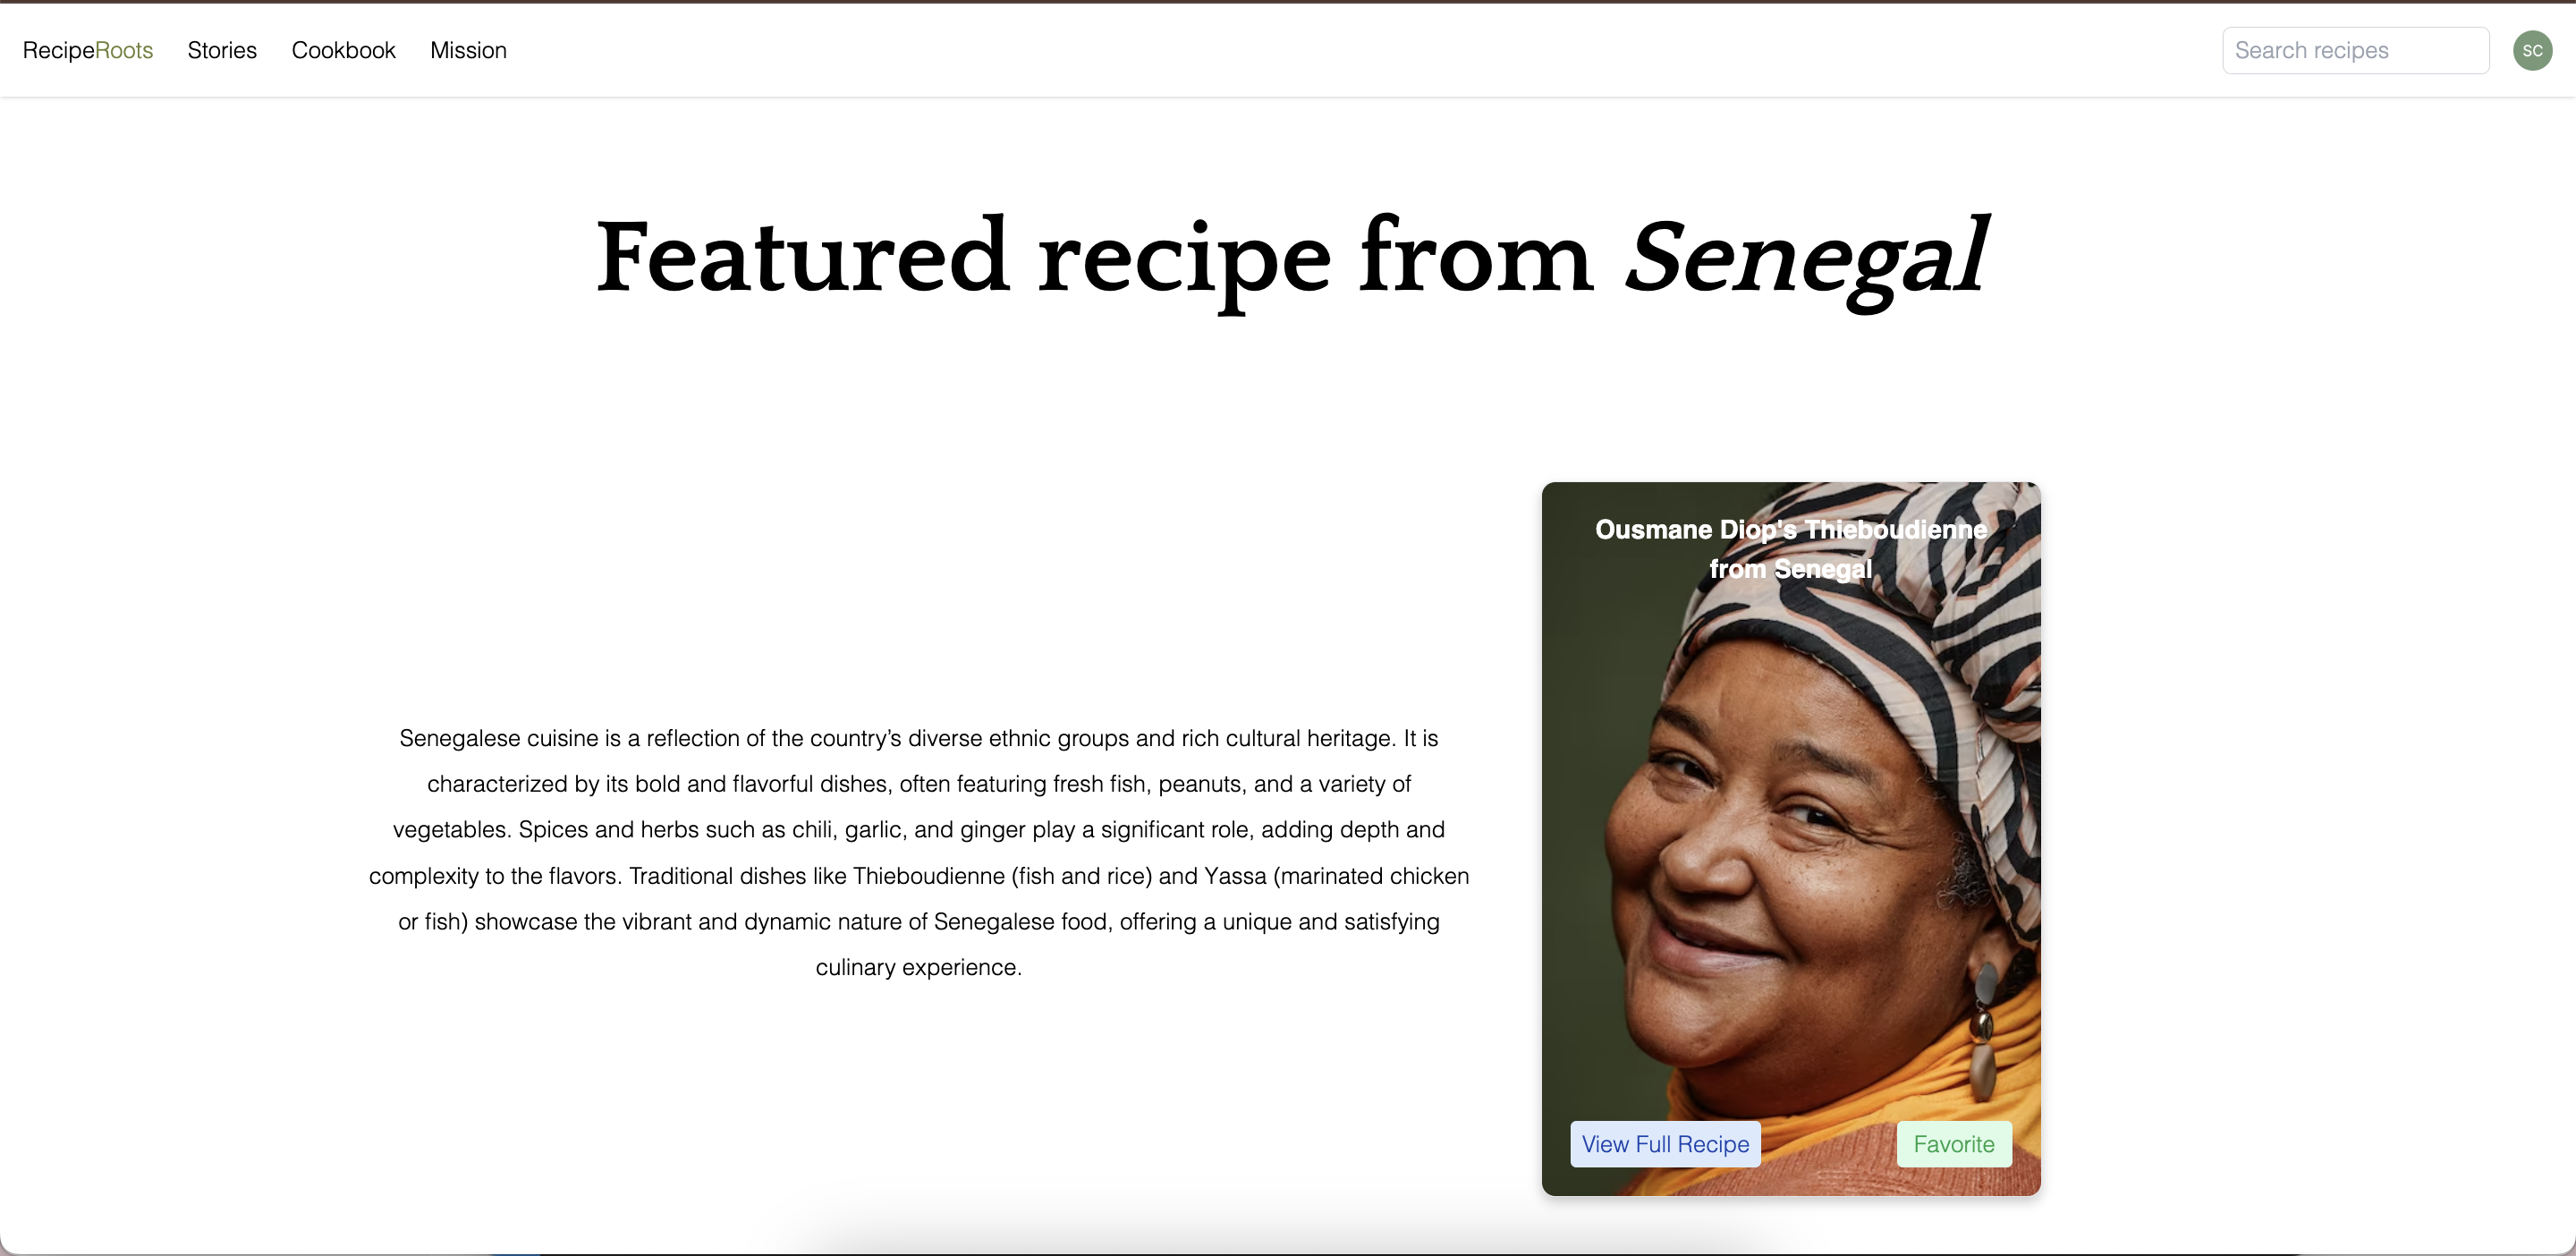 RecipeRoots Stories Cookbook Mission Search recipes SC
Featured recipe from Senegal
Ousmane Diop's Thieboudienne
from Senegal
Senegalese cuisine is a reflection of the country’s diverse ethnic groups and rich cultural heritage. It is
characterized by its bold and flavorful dishes, often featuring fresh fish, peanuts, and a variety of
vegetables. Spices and herbs such as chili, garlic, and ginger play a significant role, adding depth and
complexity to the flavors. Traditional dishes like Thieboudienne (fish and rice) and Yassa (marinated chicken
or fish) showcase the vibrant and dynamic nature of Senegalese food, offering a unique and satisfying
culinary experience.
View Full Recipe Favorite